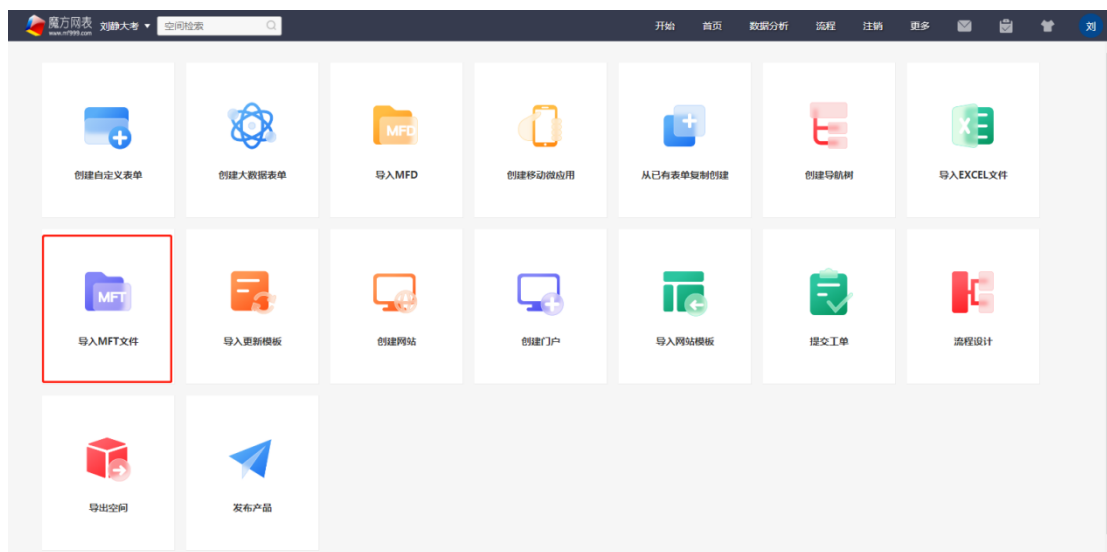 魔方网表 刘静大考 空间检索 开始 首页 数据分析 流程 注销 更多 刘
www.mf999.com
MFD
创建自定义表单 创建大数据表单 导入MFD 创建移动微应用 从已有表单复制创建 创建导航树 导入EXCEL文件
MFT
导入MFT文件 导入更新模板 创建网站 创建门户 导入网站模板 提交工单 流程设计
导出空间 发布产品